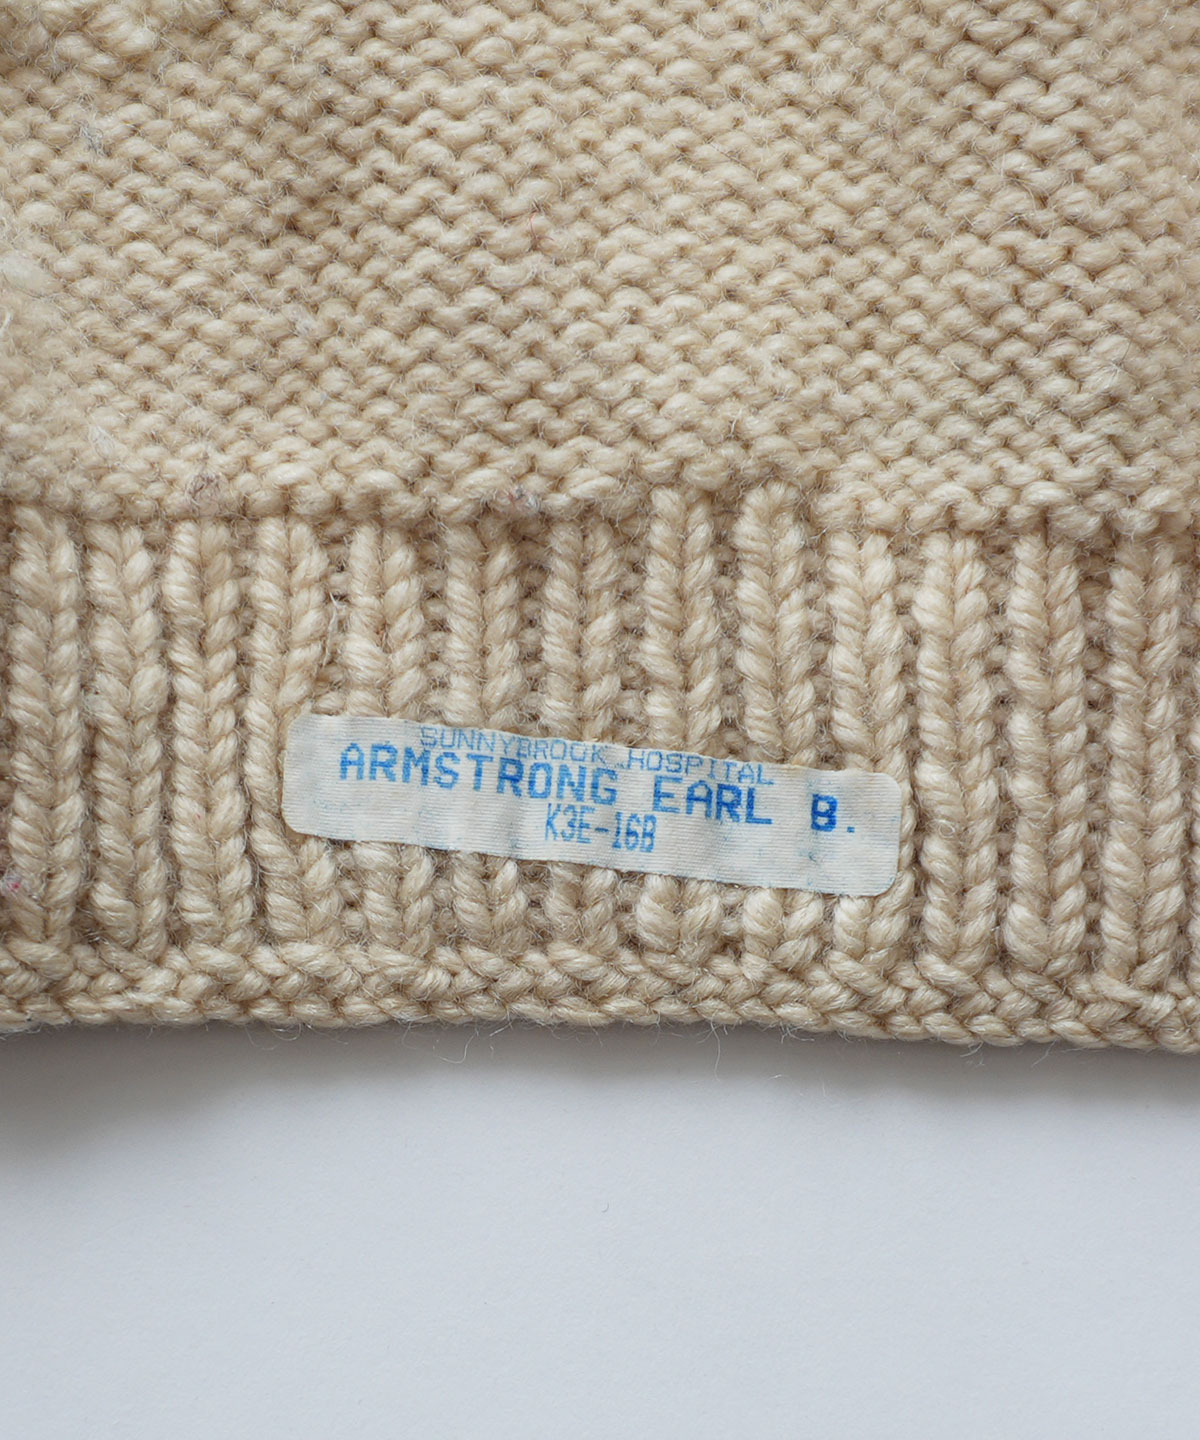 SUNNYBROOK HOSPITAL
ARMSTRONG EARL B.
K3E-16B